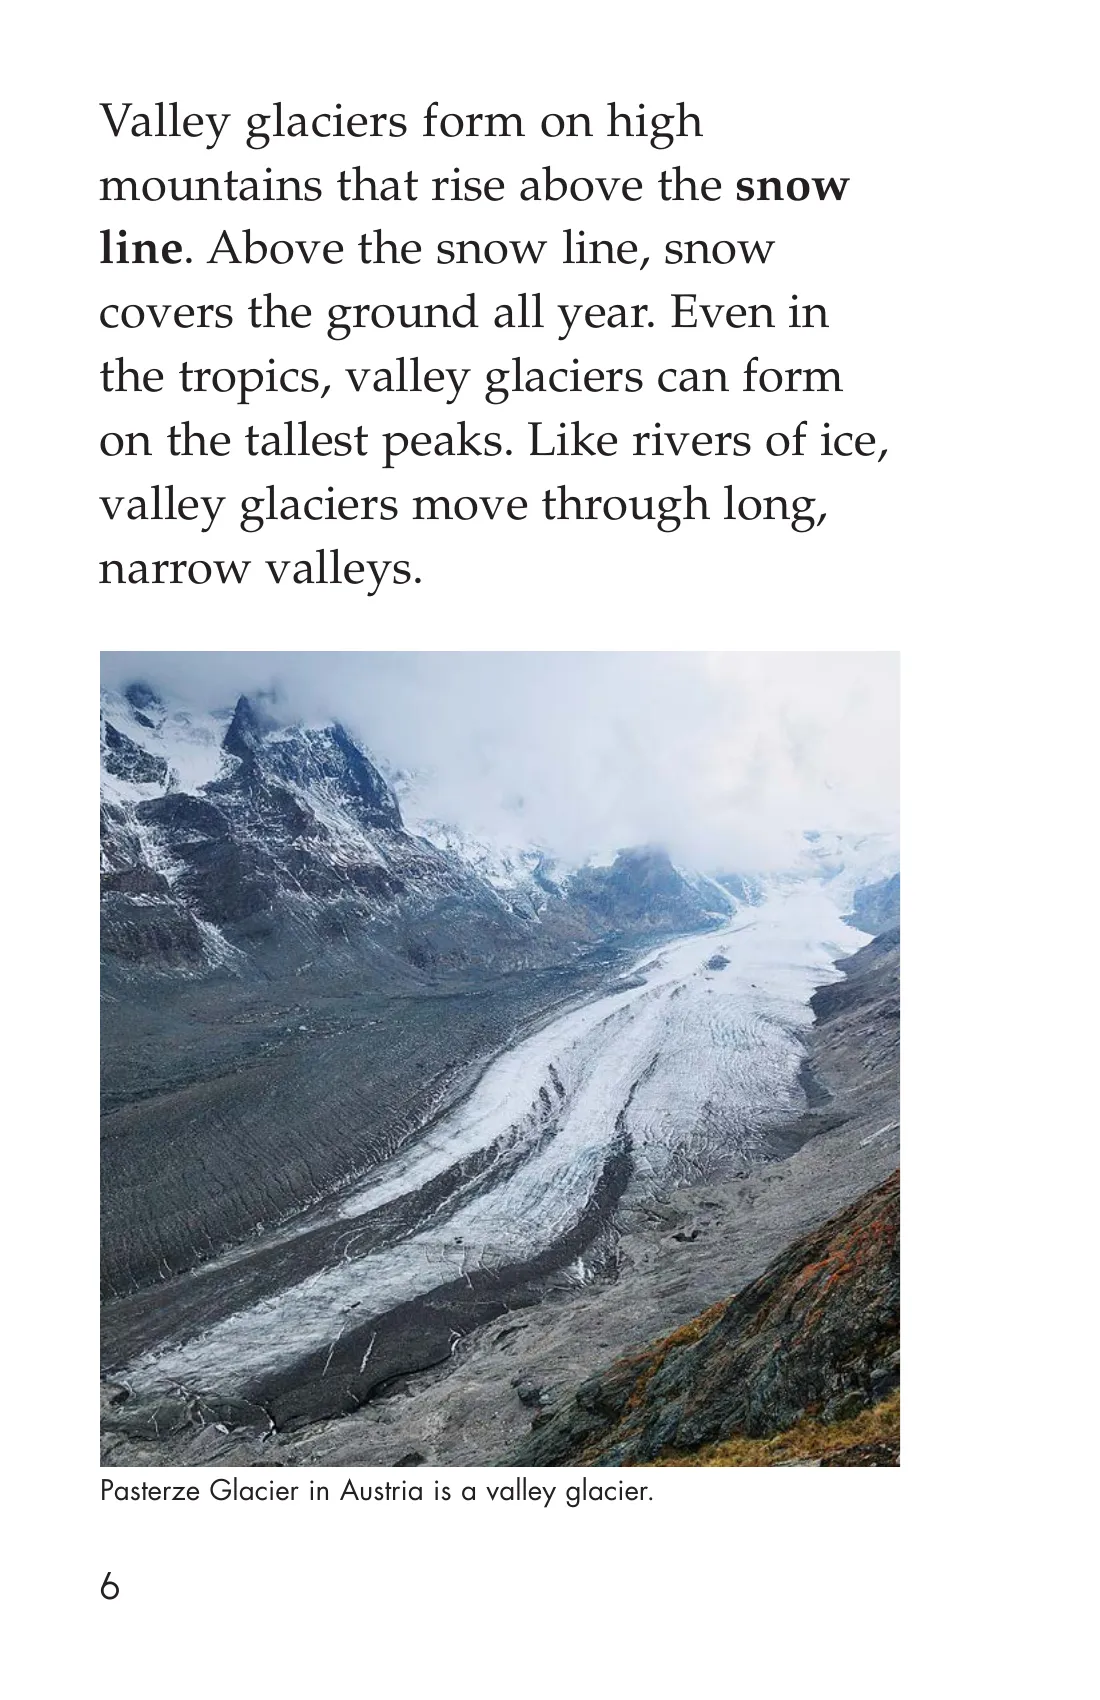 Valley glaciers form on high
mountains that rise above the snow
line. Above the snow line, snow
covers the ground all year. Even in
the tropics, valley glaciers can form
on the tallest peaks. Like rivers of ice,
valley glaciers move through long,
narrow valleys.
Pasterze Glacier in Austria is a valley glacier.
6